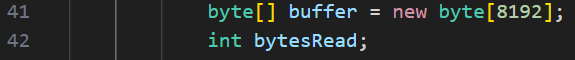 41 byte[] buffer = new byte[8192];
42 int bytesRead;